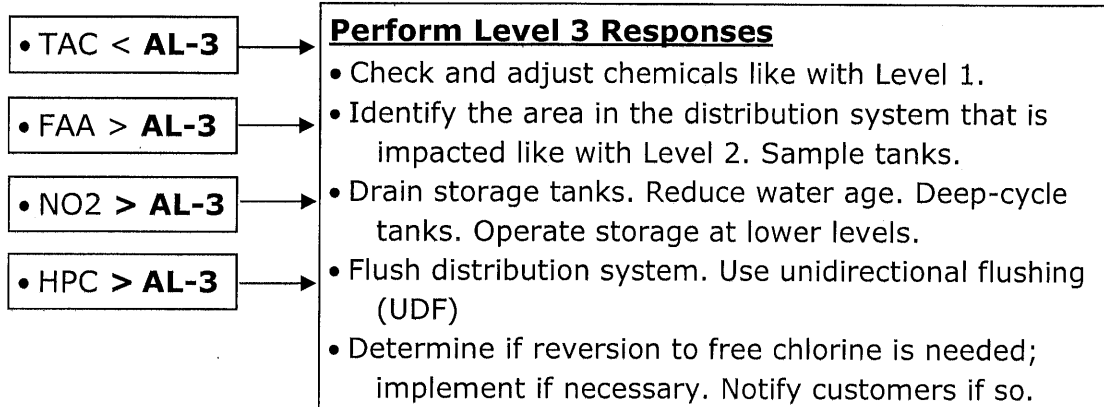 • TAC < AL-3
• FAA > AL-3
• NO2 > AL-3
• HPC > AL-3
Perform Level 3 Responses
• Check and adjust chemicals like with Level 1.
• Identify the area in the distribution system that is
impacted like with Level 2. Sample tanks.
• Drain storage tanks. Reduce water age. Deep-cycle
tanks. Operate storage at lower levels.
• Flush distribution system. Use unidirectional flushing
(UDF)
• Determine if reversion to free chlorine is needed;
implement if necessary. Notify customers if so.